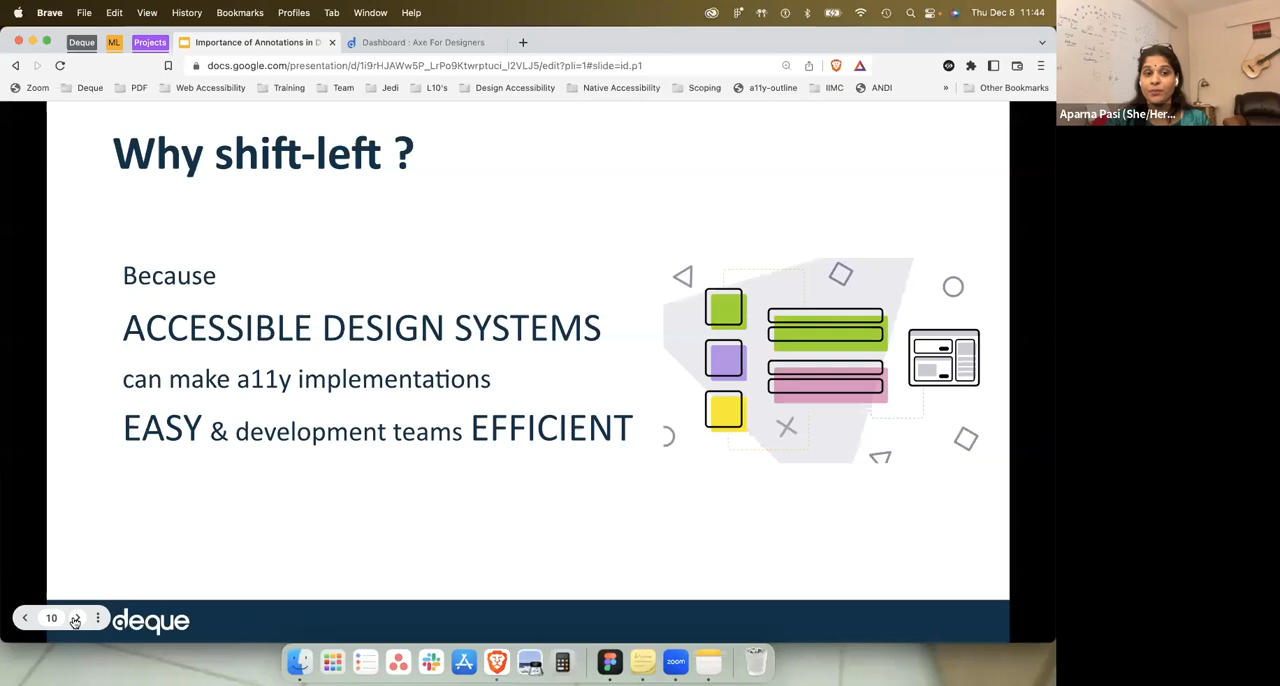 Brave File Edit View History Bookmarks Profiles Tab Window Help Thu Dec 8 11:44
Deque ML Projects Importance of Annotations in D Dashboard : Axe For Designers
docs.google.com/presentation/d/1i9rHJAWw5P_LrPo9Ktwrptuci_I2VLJ5/edit?pli=1#slide=id.p1
Zoom Deque PDF Web Accessibility Training Team Jedi L10's Design Accessibility Native Accessibility Scoping a11y-outline IIMC ANDI » Other Bookmarks
Aparna Pasi (She/Her...
Why shift-left ?
Because
ACCESSIBLE DESIGN SYSTEMS
can make a11y implementations
EASY & development teams EFFICIENT
10
deque
zoom